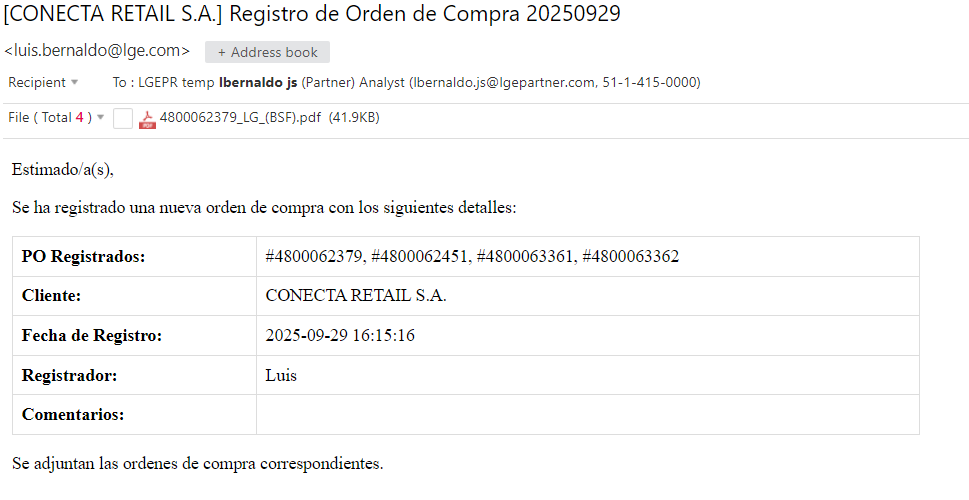 [CONECTA RETAIL S.A.] Registro de Orden de Compra 20250929
<luis.bernaldo@lge.com> + Address book
Recipient To : LGEPR temp lbernaldo js (Partner) Analyst (lbernaldo.js@lgepartner.com, 51-1-415-0000)
File ( Total 4 ) 4800062379_LG_(BSF).pdf (41.9KB)
Estimado/a(s),
Se ha registrado una nueva orden de compra con los siguientes detalles:
PO Registrados: #4800062379, #4800062451, #4800063361, #4800063362
Cliente: CONECTA RETAIL S.A.
Fecha de Registro: 2025-09-29 16:15:16
Registrador: Luis
Comentarios:
Se adjuntan las ordenes de compra correspondientes.